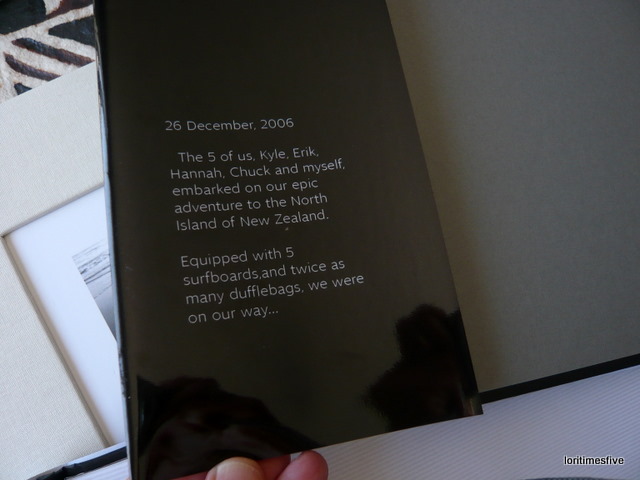 26 December, 2006
The 5 of us, Kyle, Erik,
Hannah, Chuck and myself,
embarked on our epic
adventure to the North
Island of New Zealand.
Equipped with 5
surfboards,and twice as
many dufflebags, we were
on our way...
loritimesfive